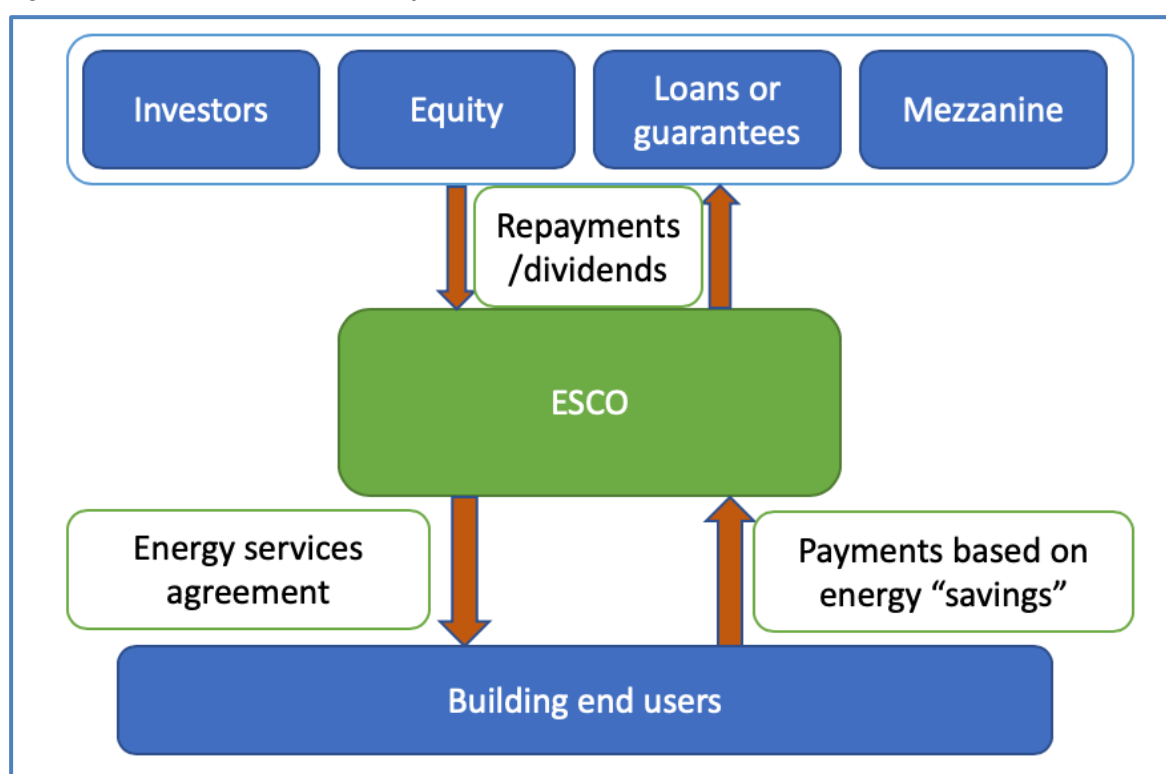 Investors
Equity
Loans or
guarantees
Mezzanine
Repayments
/dividends
ESCO
Energy services
agreement
Payments based on
energy “savings”
Building end users